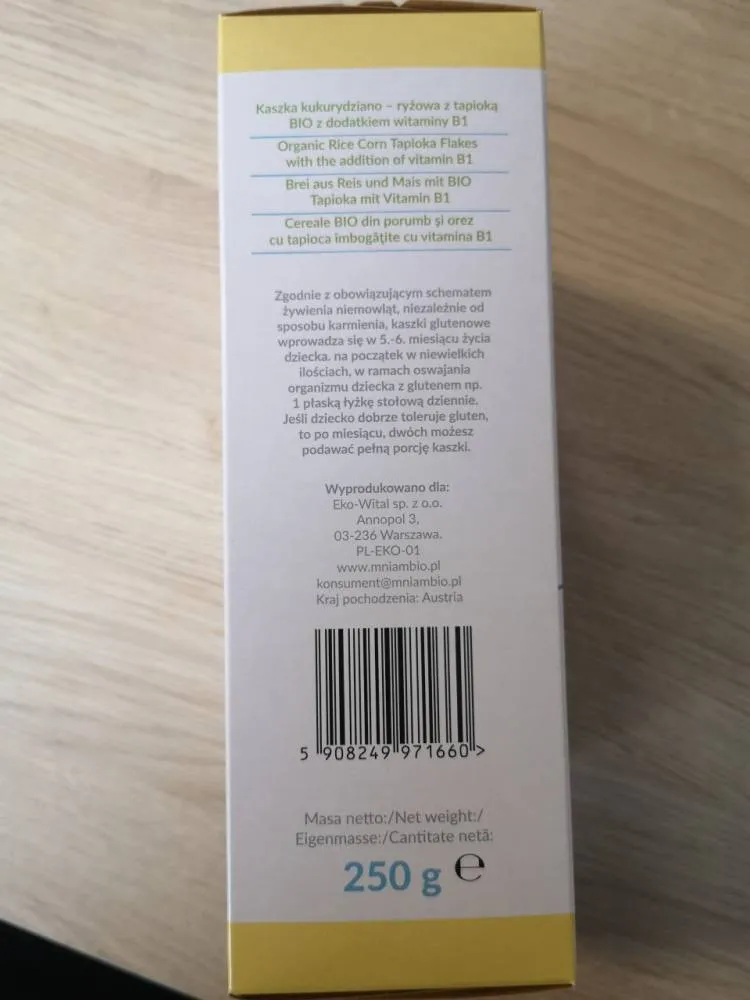 Kaszka kukurydziano – ryżowa z tapioką
BIO z dodatkiem witaminy B1
Organic Rice Corn Tapioka Flakes
with the addition of vitamin B1
Brei aus Reis und Mais mit BIO
Tapioka mit Vitamin B1
Cereale BIO din porumb şi orez
cu tapioca îmbogăţite cu vitamina B1
Zgodnie z obowiązującym schematem
żywienia niemowląt, niezależnie od
sposobu karmienia, kaszki glutenowe
wprowadza się w 5.-6. miesiącu życia
dziecka. na początek w niewielkich
ilościach, w ramach oswajania
organizmu dziecka z glutenem np.
1 płaską łyżkę stołową dziennie.
Jeśli dziecko dobrze toleruje gluten,
to po miesiącu, dwóch możesz
podawać pełną porcję kaszki.
Wyprodukowano dla:
Eko-Wital sp. z o.o.
Annopol 3,
03-236 Warszawa.
PL-EKO-01
www.mniambio.pl
konsument@mniambio.pl
Kraj pochodzenia: Austria
5 908249 971660 >
Masa netto:/Net weight:/
Eigenmasse:/Cantitate netă:
250 g ℮